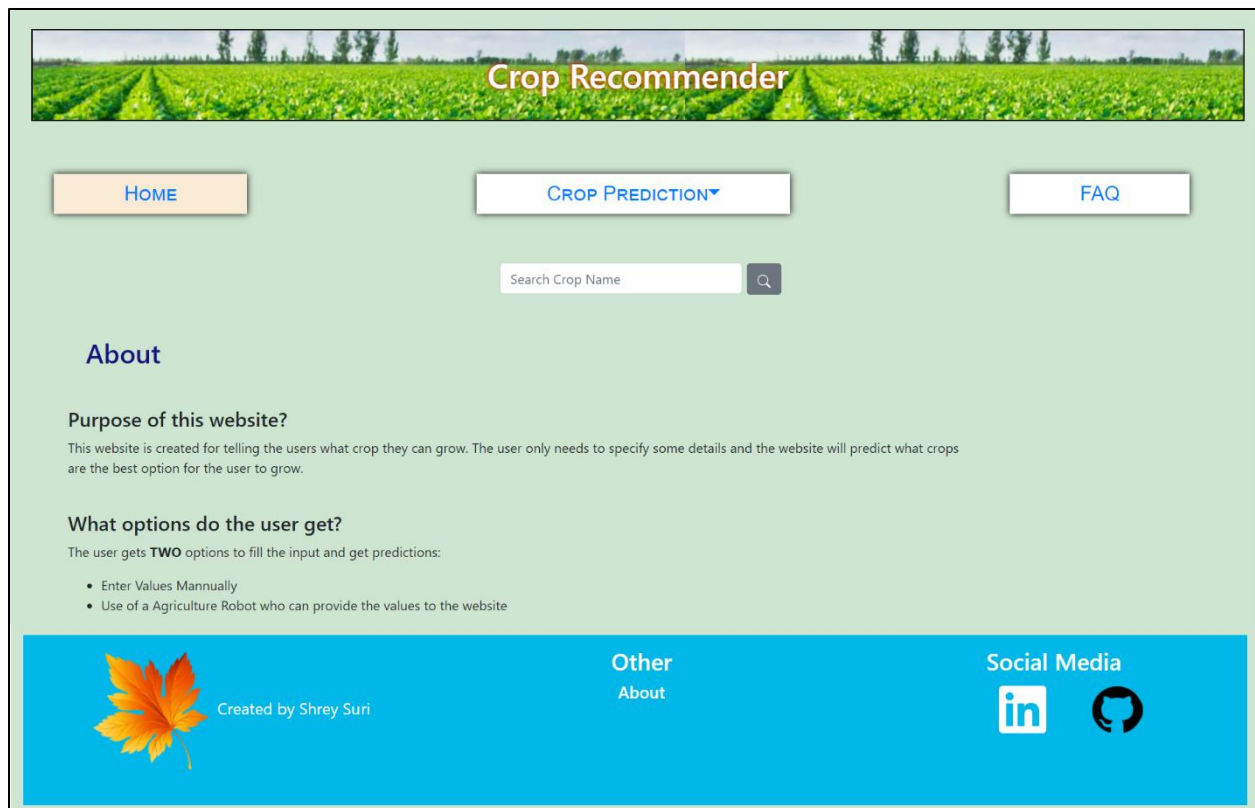 Crop Recommender
Home
Crop Prediction
FAQ
Search Crop Name
About
Purpose of this website?
This website is created for telling the users what crop they can grow. The user only needs to specify some details and the website will predict what crops
are the best option for the user to grow.
What options do the user get?
The user gets TWO options to fill the input and get predictions:
Enter Values Mannually
Use of a Agriculture Robot who can provide the values to the website
Created by Shrey Suri
Other
About
Social Media
in